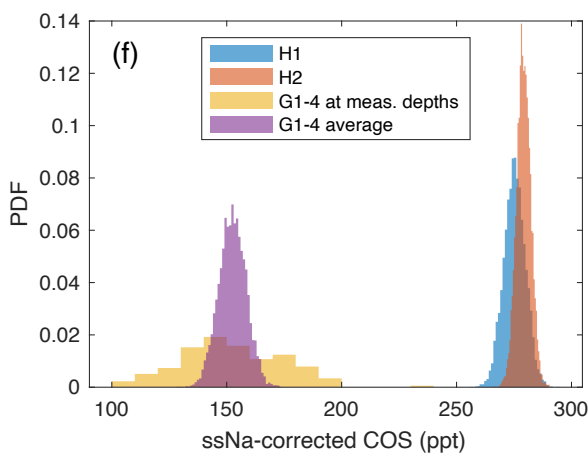 (f)
H1
H2
G1-4 at meas. depths
G1-4 average
0.14
0.12
0.1
0.08
0.06
0.04
0.02
0
PDF
100
150
200
250
300
ssNa-corrected COS (ppt)